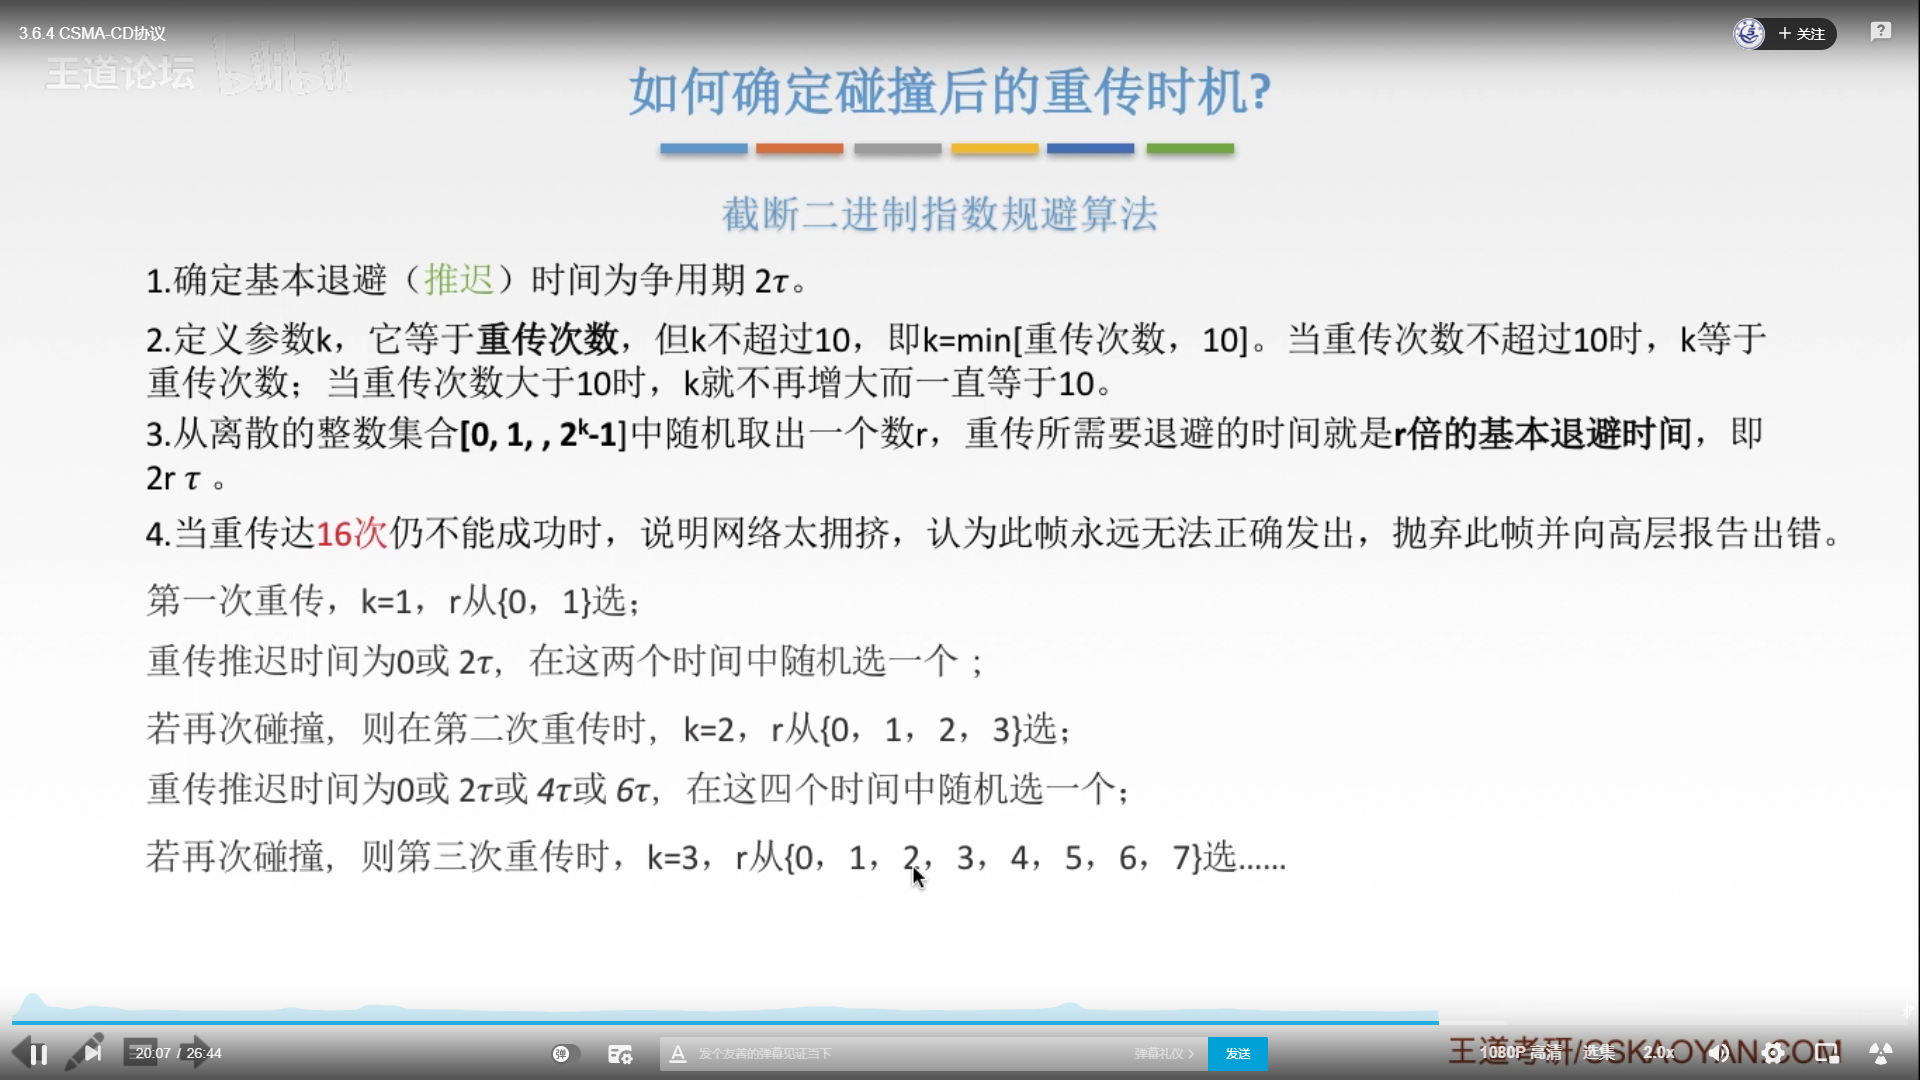 3.6.4 CSMA-CD协议
+ 关注
王道论坛 bilibili
如何确定碰撞后的重传时机?
截断二进制指数规避算法
1.确定基本退避（推迟）时间为争用期 2τ。
2.定义参数k，它等于重传次数，但k不超过10，即k=min[重传次数，10]。当重传次数不超过10时，k等于
重传次数；当重传次数大于10时，k就不再增大而一直等于10。
3.从离散的整数集合[0, 1, , 2ᵏ-1]中随机取出一个数r，重传所需要退避的时间就是r倍的基本退避时间，即
2r τ 。
4.当重传达16次仍不能成功时，说明网络太拥挤，认为此帧永远无法正确发出，抛弃此帧并向高层报告出错。
第一次重传，k=1，r从{0，1}选；
重传推迟时间为0或 2τ，在这两个时间中随机选一个；
若再次碰撞，则在第二次重传时，k=2，r从{0，1，2，3}选；
重传推迟时间为0或 2τ或 4τ或 6τ，在这四个时间中随机选一个；
若再次碰撞，则第三次重传时，k=3，r从{0，1，2，3，4，5，6，7}选......
20:07 / 26:44
弹
A 发个友善的弹幕见证当下
弹幕礼仪 >
发送
王道考研/CSKAOYAN.COM
1080P 高清
选集
2.0x